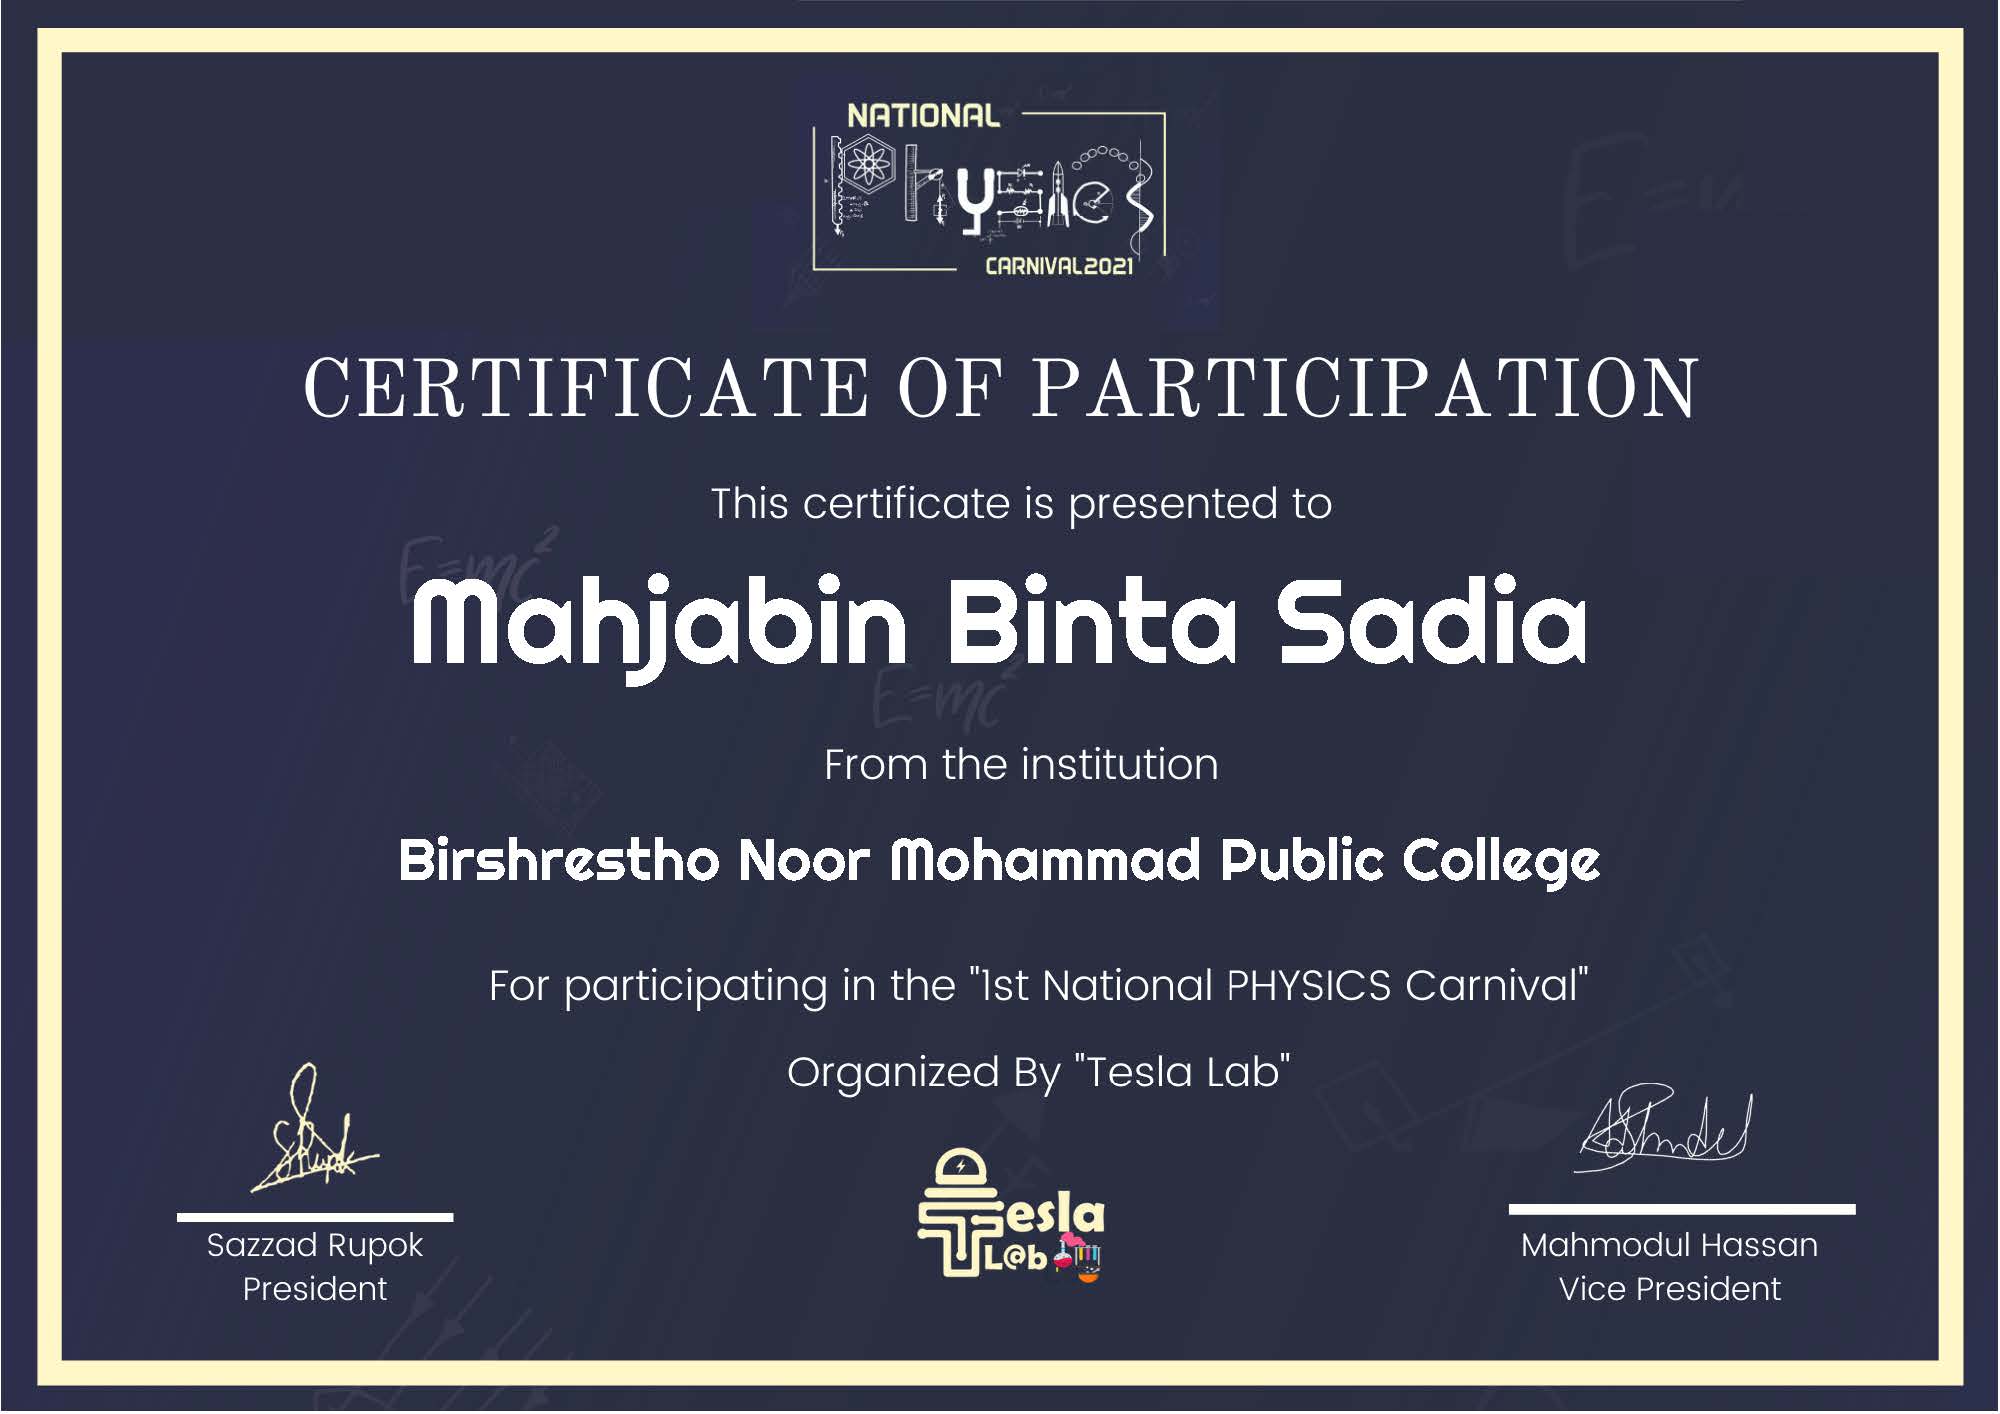 NATIONAL
Physics
CARNIVAL2021
CERTIFICATE OF PARTICIPATION
This certificate is presented to
E=mc²
Mahjabin Binta Sadia
E=mc²
From the institution
Birshrestho Noor Mohammad Public College
For participating in the "1st National PHYSICS Carnival"
Organized By "Tesla Lab"
Tesla
L@b
Sazzad Rupok
President
Mahmodul Hassan
Vice President